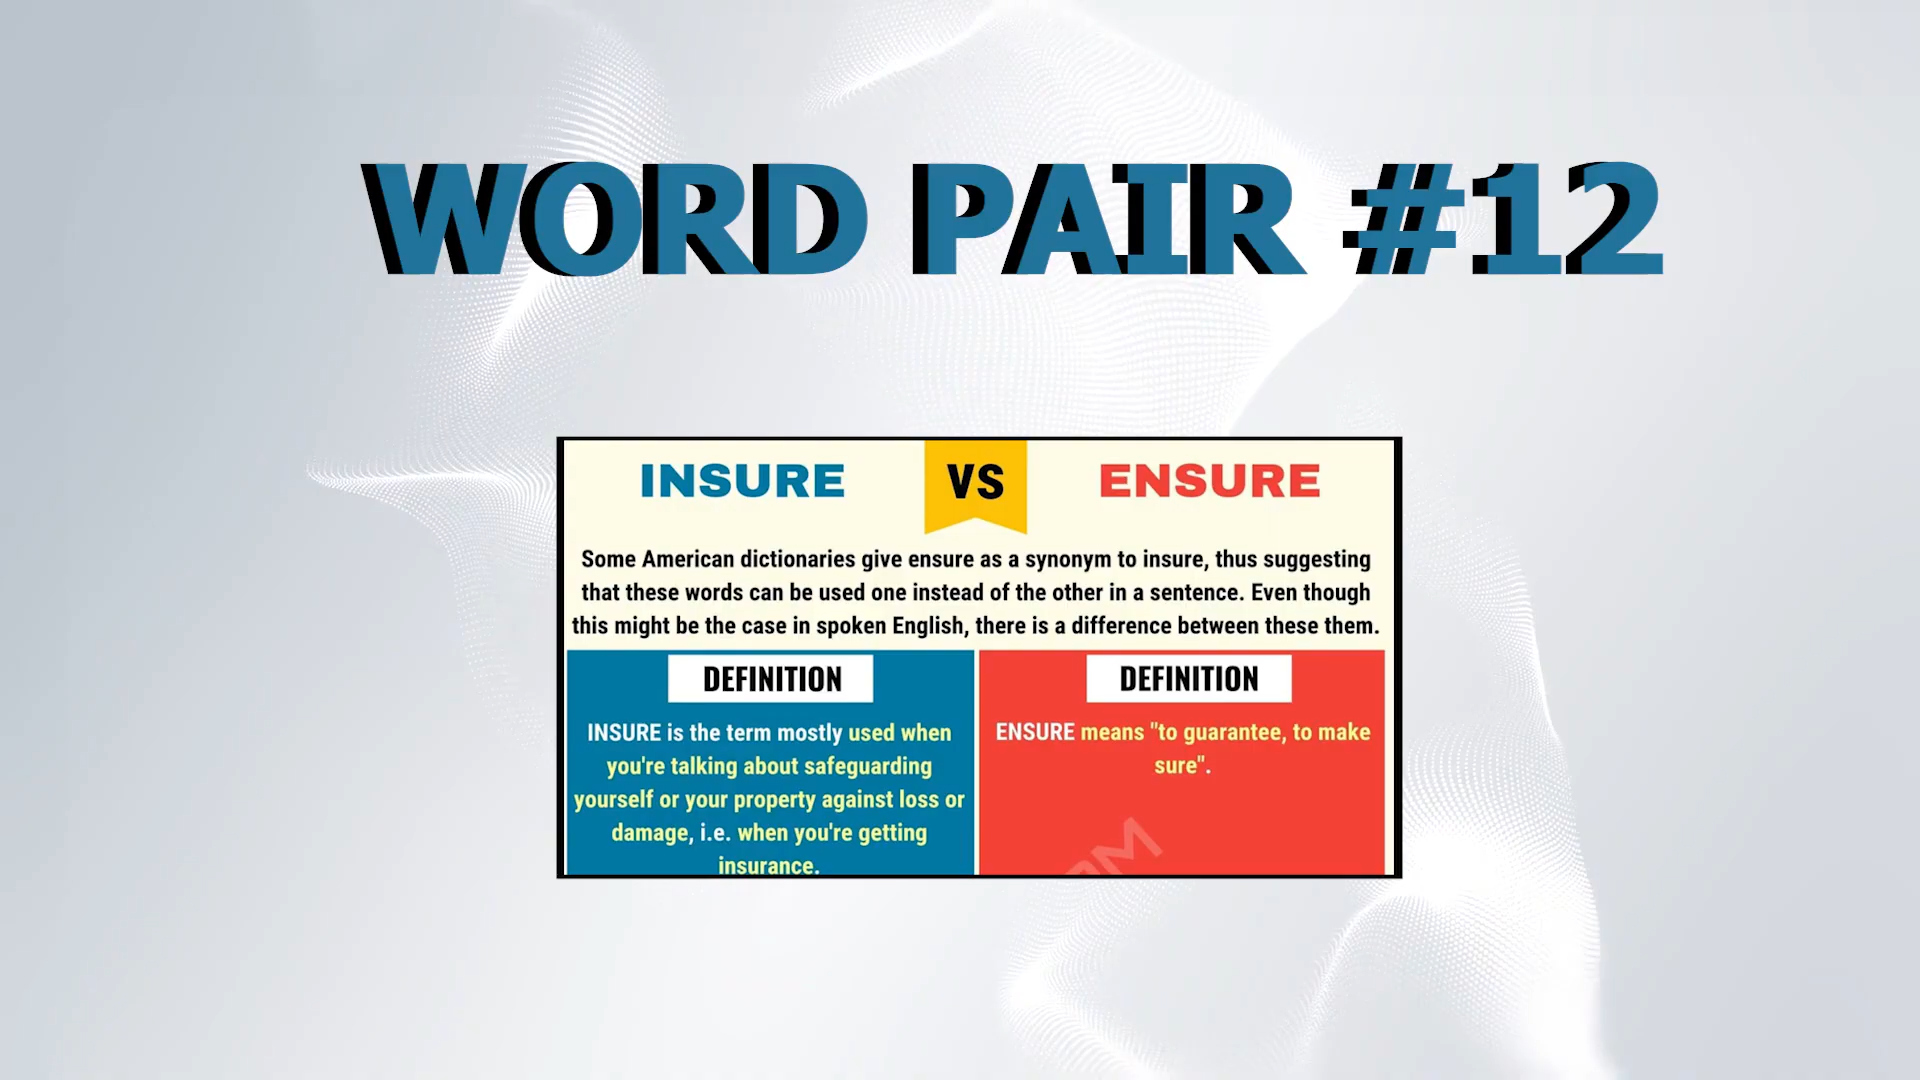 WORD PAIR #12
INSURE VS ENSURE
Some American dictionaries give ensure as a synonym to insure, thus suggesting
that these words can be used one instead of the other in a sentence. Even though
this might be the case in spoken English, there is a difference between these them.
DEFINITION
INSURE is the term mostly used when
you're talking about safeguarding
yourself or your property against loss or
damage, i.e. when you're getting
insurance.
DEFINITION
ENSURE means "to guarantee, to make
sure".